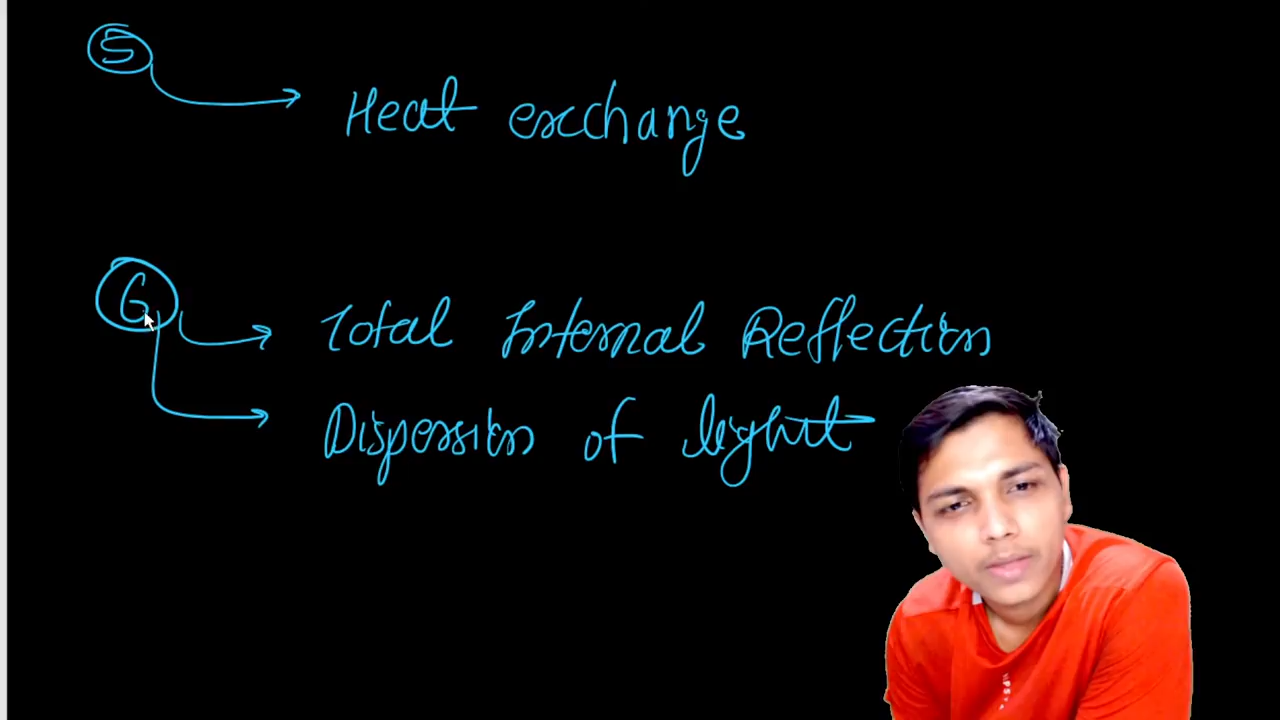 5
Heat exchange
6
Total Internal Reflection
Dispersion of light